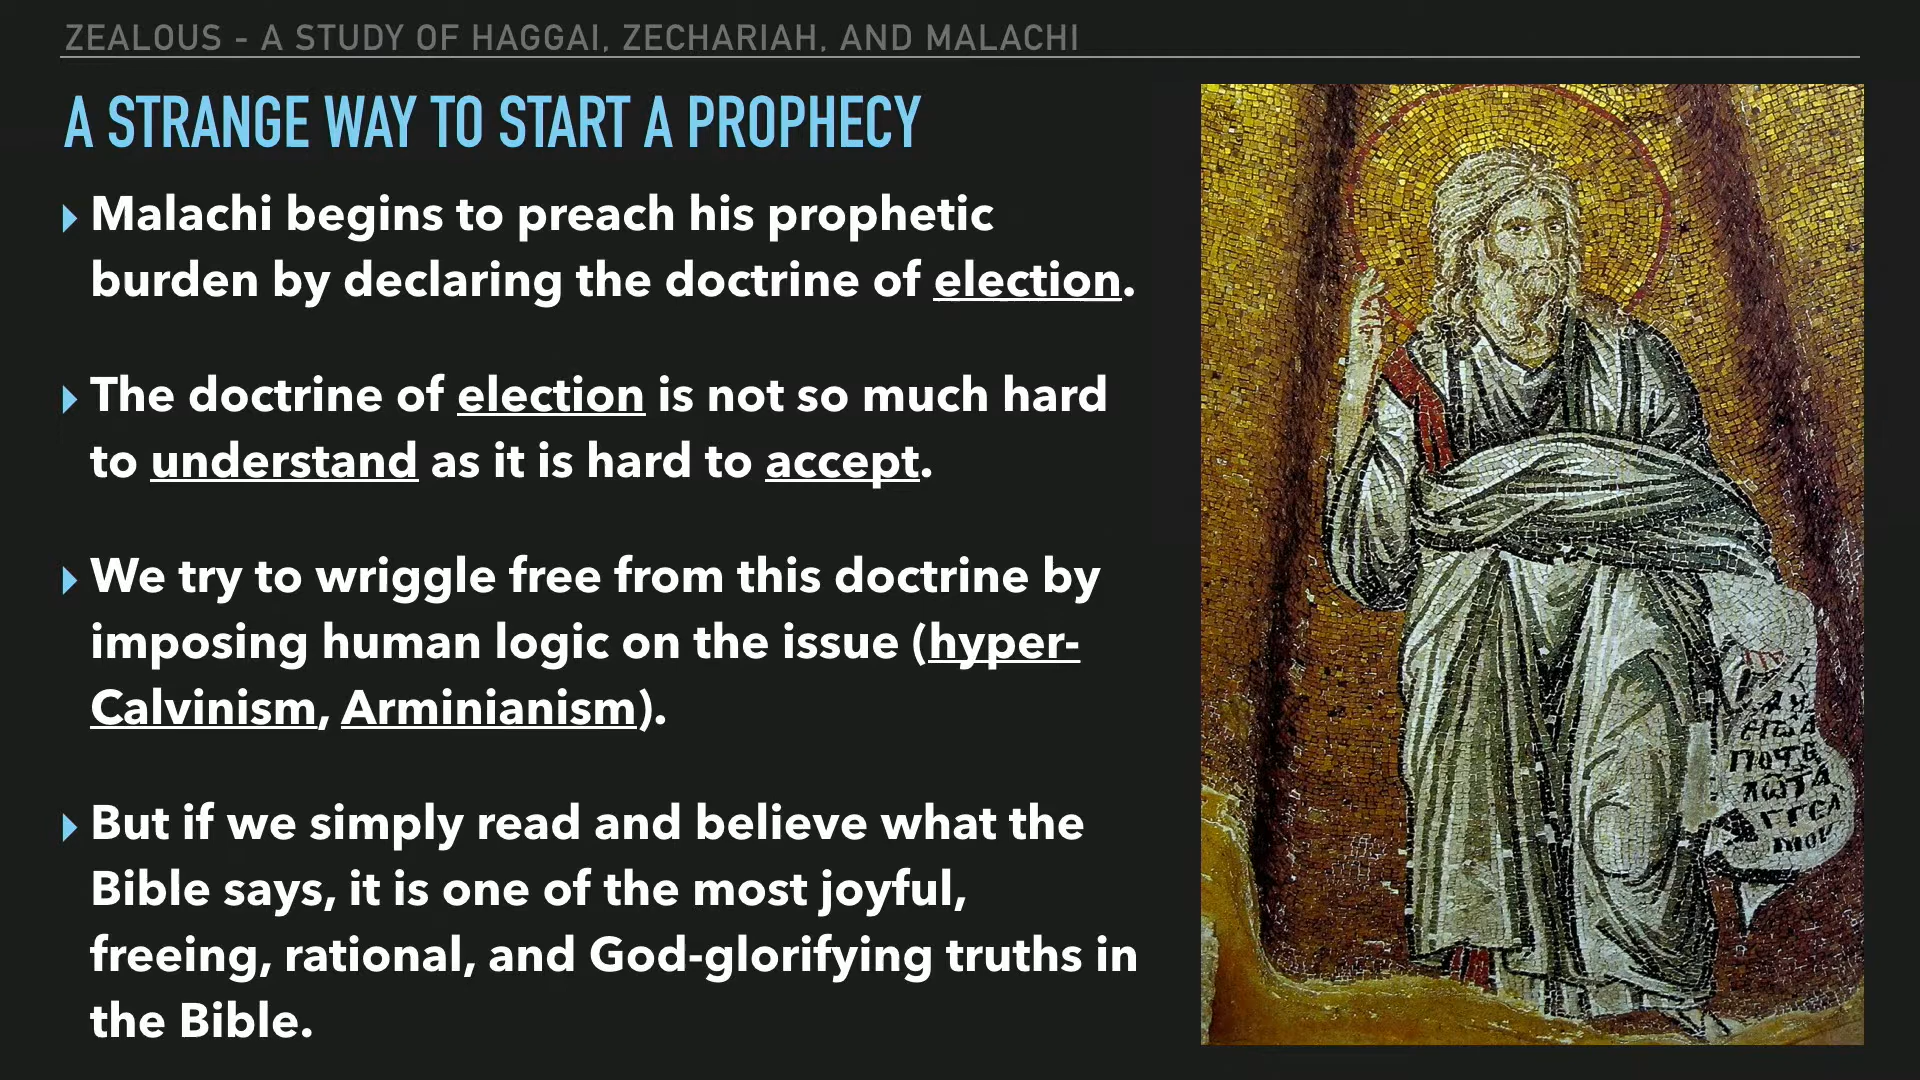 ZEALOUS - A STUDY OF HAGGAI, ZECHARIAH, AND MALACHI
A STRANGE WAY TO START A PROPHECY
Malachi begins to preach his prophetic
burden by declaring the doctrine of election.
The doctrine of election is not so much hard
to understand as it is hard to accept.
We try to wriggle free from this doctrine by
imposing human logic on the issue (hyper-
Calvinism, Arminianism).
But if we simply read and believe what the
Bible says, it is one of the most joyful,
freeing, rational, and God-glorifying truths in
the Bible.